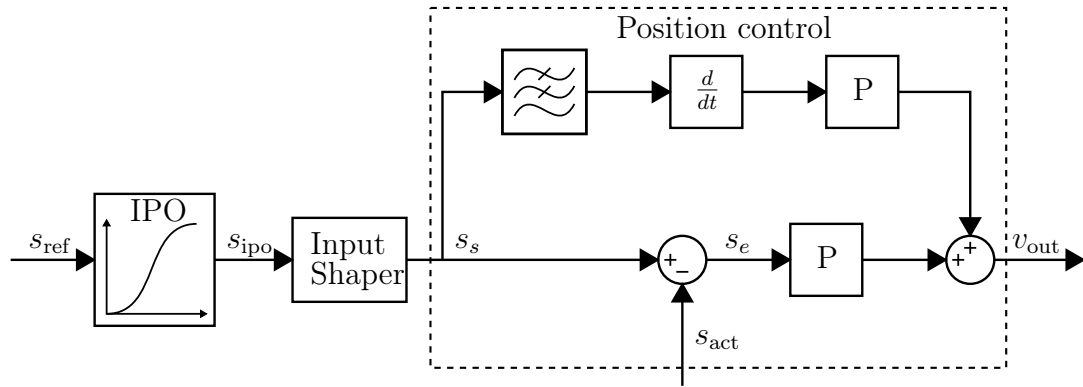 Position control
d/dt
P
IPO
s_ref
s_ipo
Input
Shaper
s_s
+
−
s_e
P
+
+
v_out
s_act